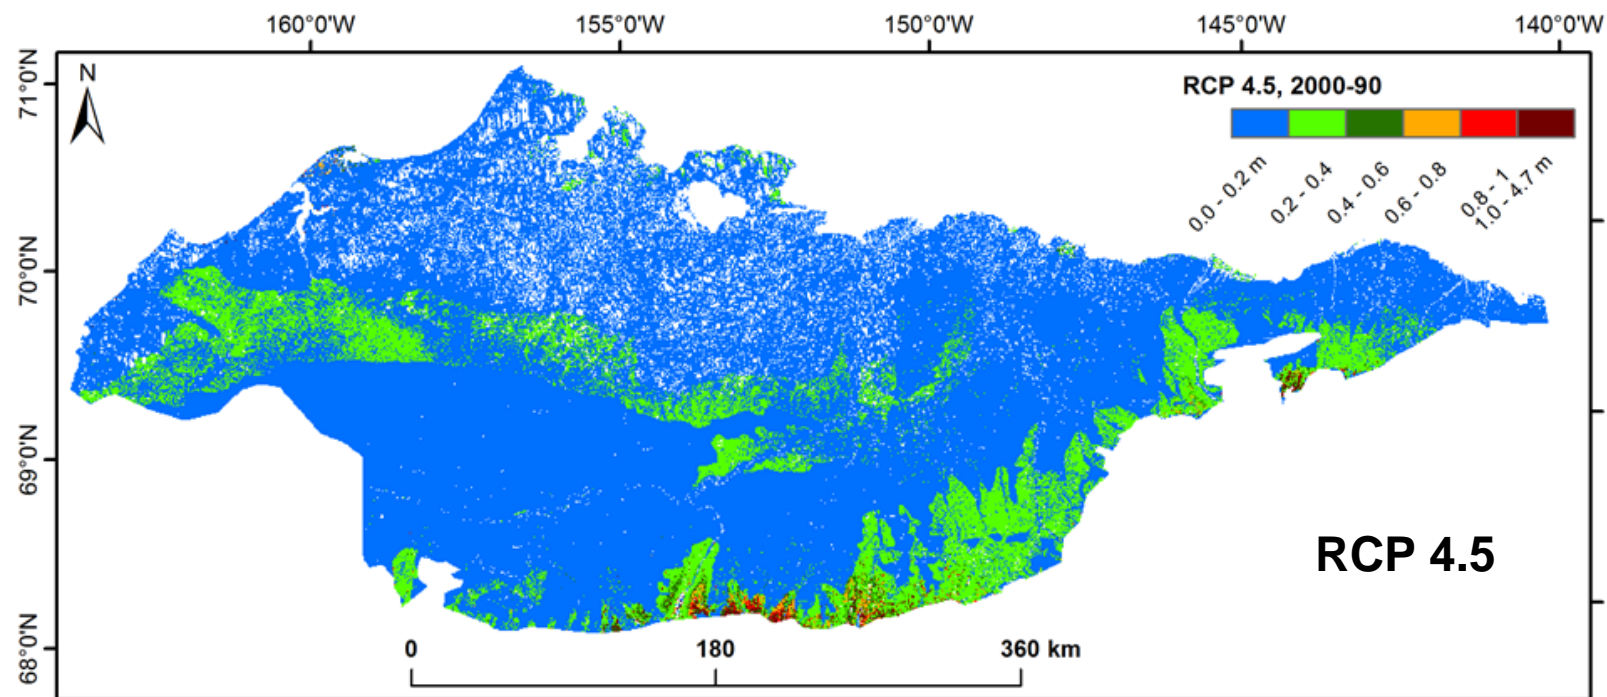 160°0'W 155°0'W 150°0'W 145°0'W 140°0'W
71°0'N
70°0'N
69°0'N
68°0'N
N
RCP 4.5, 2000-90
0.0 - 0.2 m
0.2 - 0.4
0.4 - 0.6
0.6 - 0.8
0.8 - 1
1.0 - 4.7 m
RCP 4.5
0 180 360 km